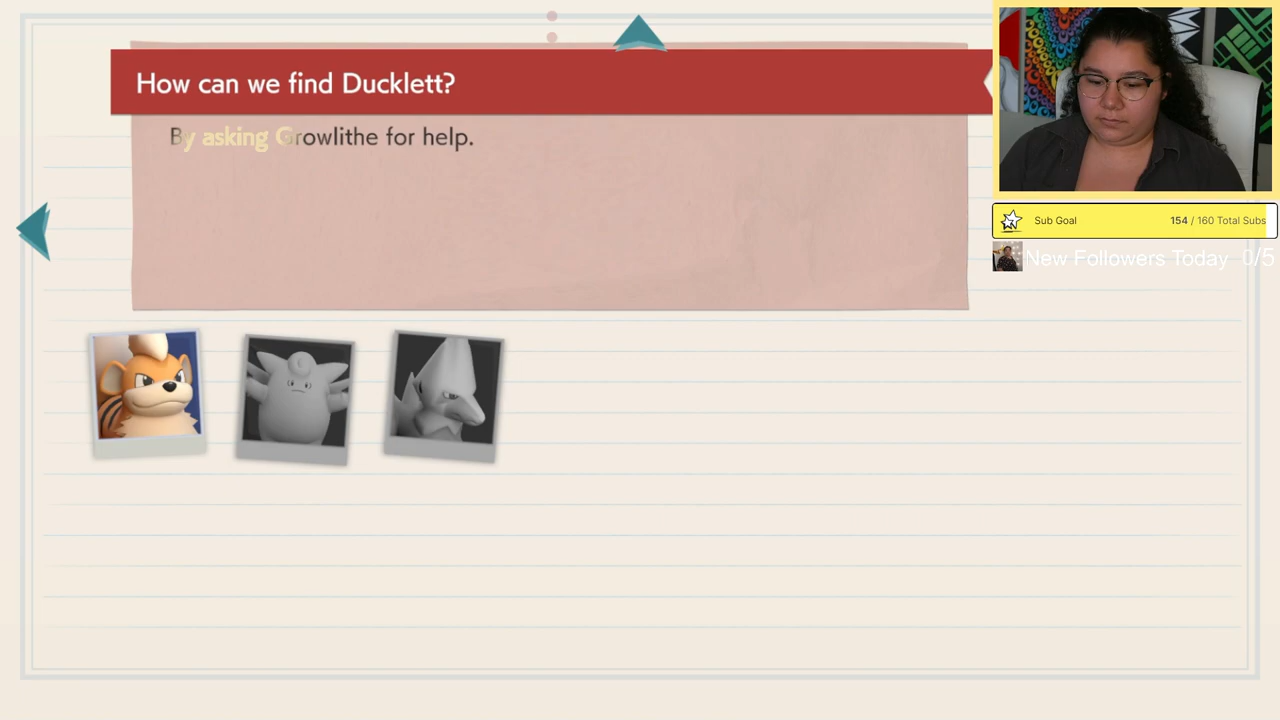 How can we find Ducklett?
By asking Growlithe for help.
Sub Goal
154 / 160 Total Subs
New Followers Today 0/5